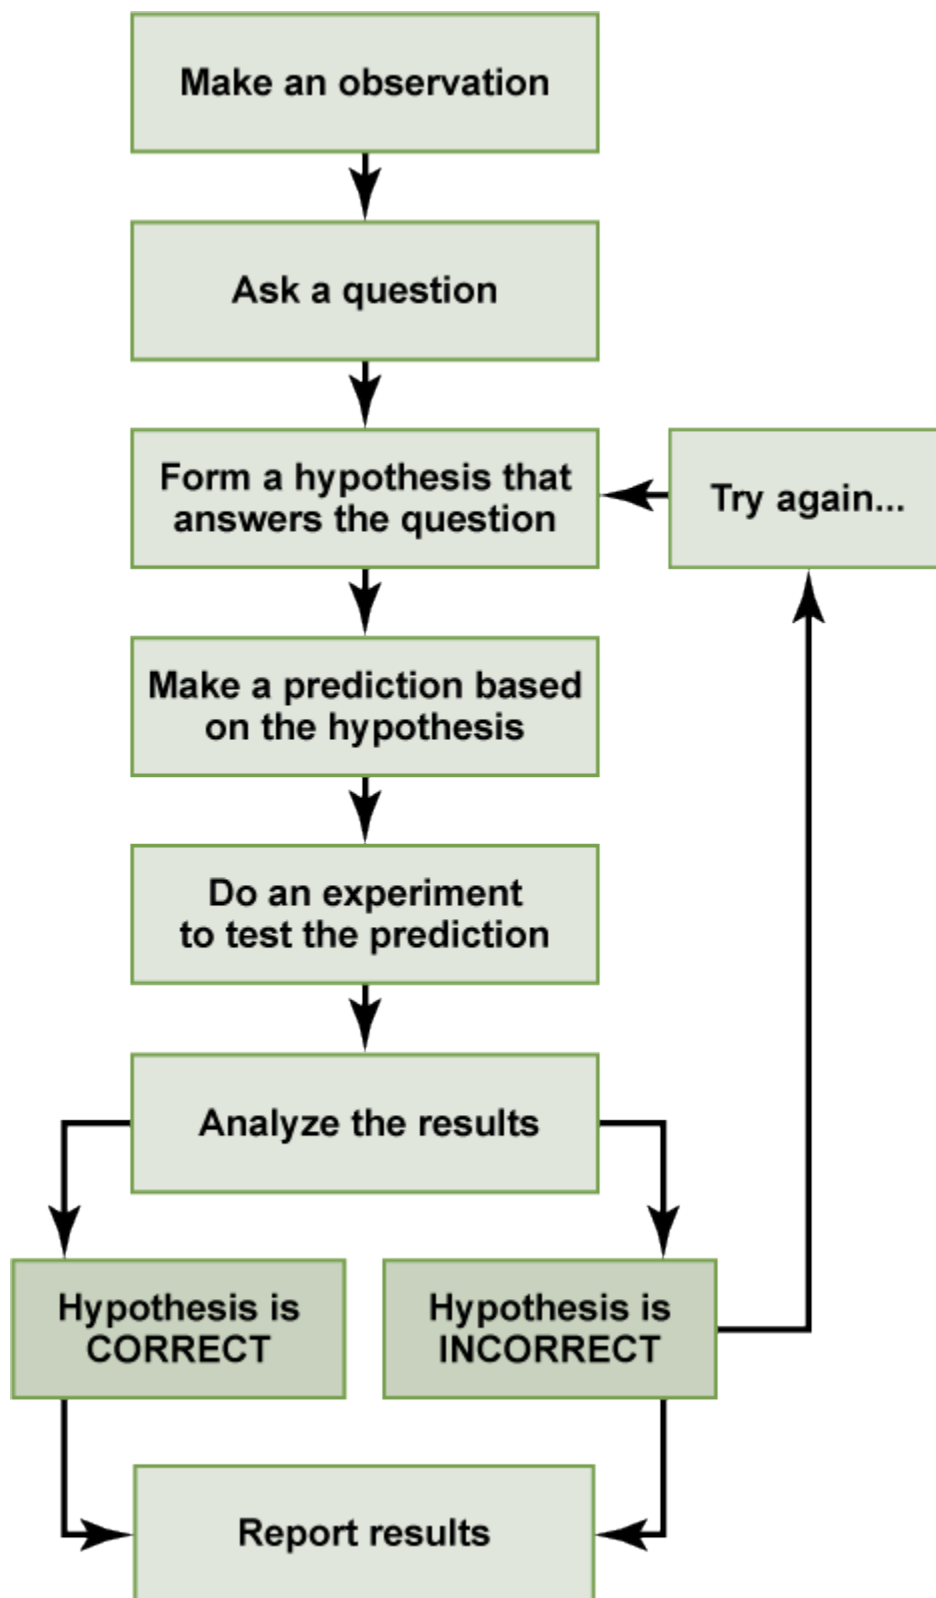 Make an observation
Ask a question
Form a hypothesis that
answers the question
Try again...
Make a prediction based
on the hypothesis
Do an experiment
to test the prediction
Analyze the results
Hypothesis is
CORRECT
Hypothesis is
INCORRECT
Report results